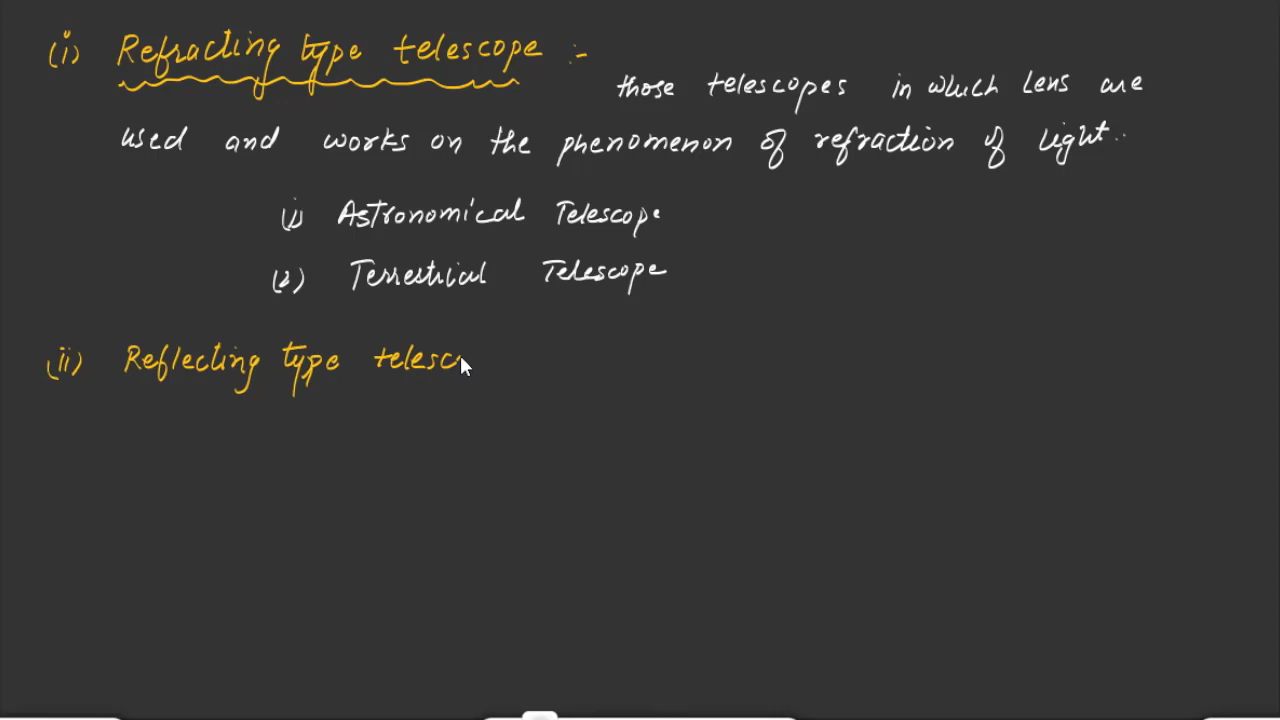 (i) Refracting type telescope :-
those telescopes in which Lens are
used and works on the phenomenon of refraction of light..
(1) Astronomical Telescope
(2) Terrestrial Telescope
(ii) Reflecting type telesc